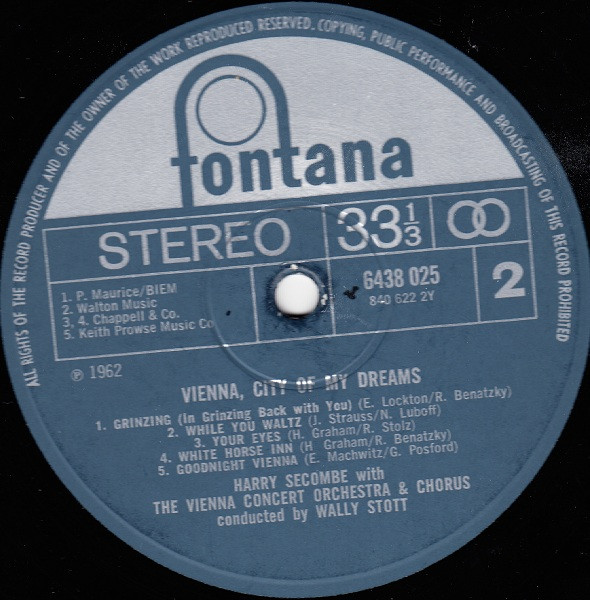 ALL RIGHTS OF THE RECORD PRODUCER AND OF THE OWNER OF THE WORK REPRODUCED RESERVED. COPYING, PUBLIC PERFORMANCE AND BROADCASTING OF THIS RECORD PROHIBITED
fontana
STEREO 33 1/3
1. P. Maurice/BIEM
2. Walton Music
3, 4. Chappell & Co.
5. Keith Prowse Music Co
6438 025
840 622 2Y
2
℗ 1962
VIENNA, CITY OF MY DREAMS
1. GRINZING (In Grinzing Back with You) (E. Lockton/R. Benatzky)
2. WHILE YOU WALTZ (J. Strauss/N. Luboff)
3. YOUR EYES (H. Graham/R. Stolz)
4. WHITE HORSE INN (H Graham/R. Benatzky)
5. GOODNIGHT VIENNA (E. Machwitz/G. Posford)
HARRY SECOMBE with
THE VIENNA CONCERT ORCHESTRA & CHORUS
conducted by WALLY STOTT